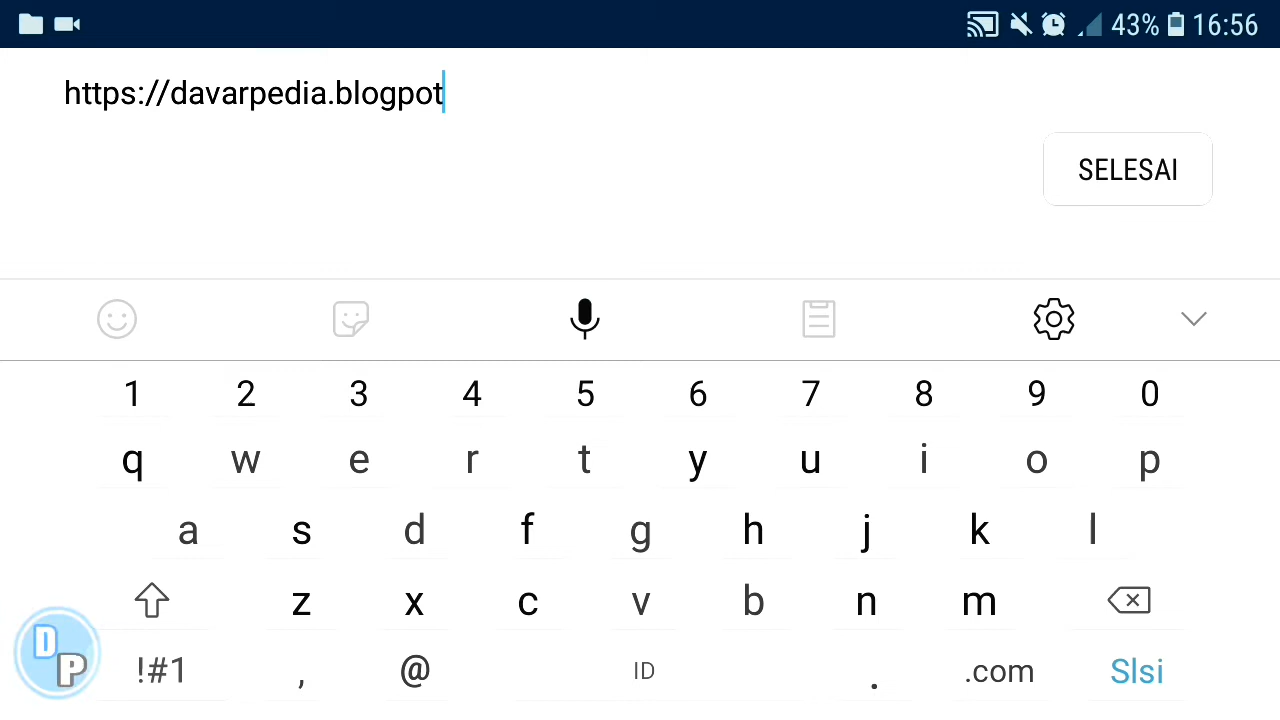 43% 16:56
https://davarpedia.blogpot
SELESAI
1 2 3 4 5 6 7 8 9 0
q w e r t y u i o p
a s d f g h j k l
z x c v b n m
DP !#1 , @ ID . .com Slsi